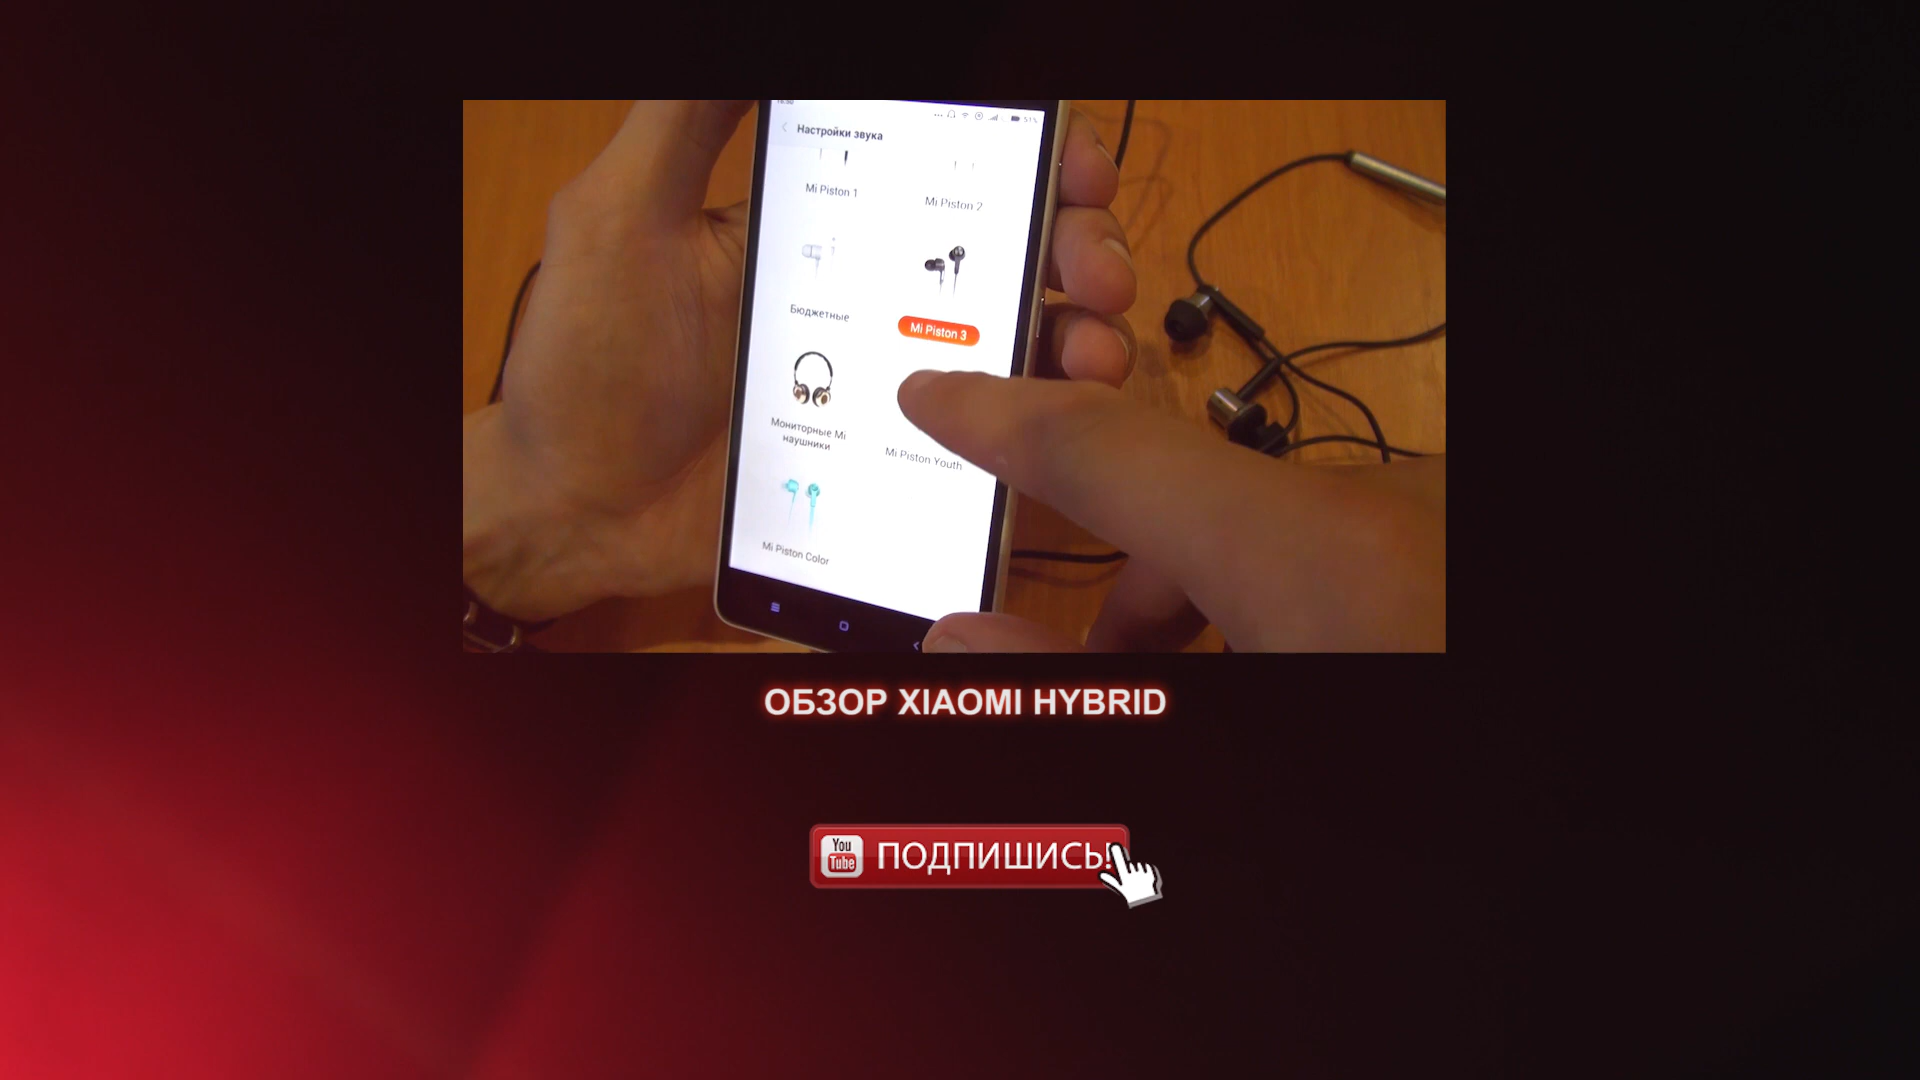 51%
Настройки звука
Mi Piston 1
Mi Piston 2
Бюджетные
Mi Piston 3
Мониторные Mi
наушники
Mi Piston Youth
Mi Piston Color
ОБЗОР XIAOMI HYBRID
You
Tube
ПОДПИШИСЬ!